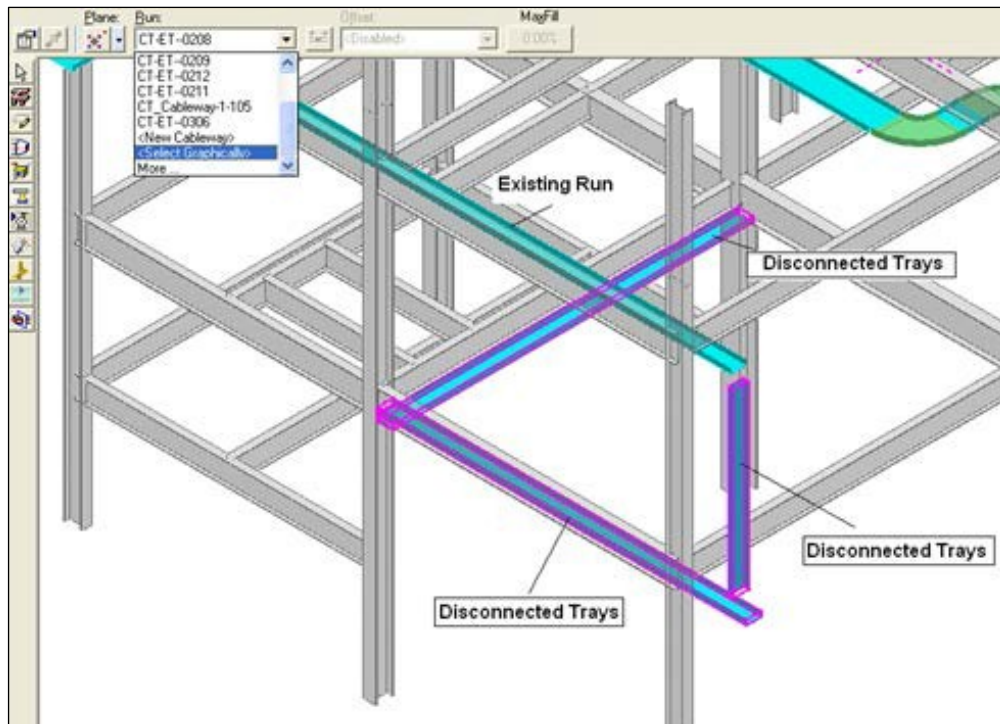 Plane: Run: Offset: MaxFill
CT-ET-0208 <Disabled> 0.00%
CT-ET-0209
CT-ET-0212
CT-ET-0211
CT_Cableway-1-105
CT-ET-0306
<New Cableway>
<Select Graphically>
More ...
Existing Run
Disconnected Trays
Disconnected Trays
Disconnected Trays